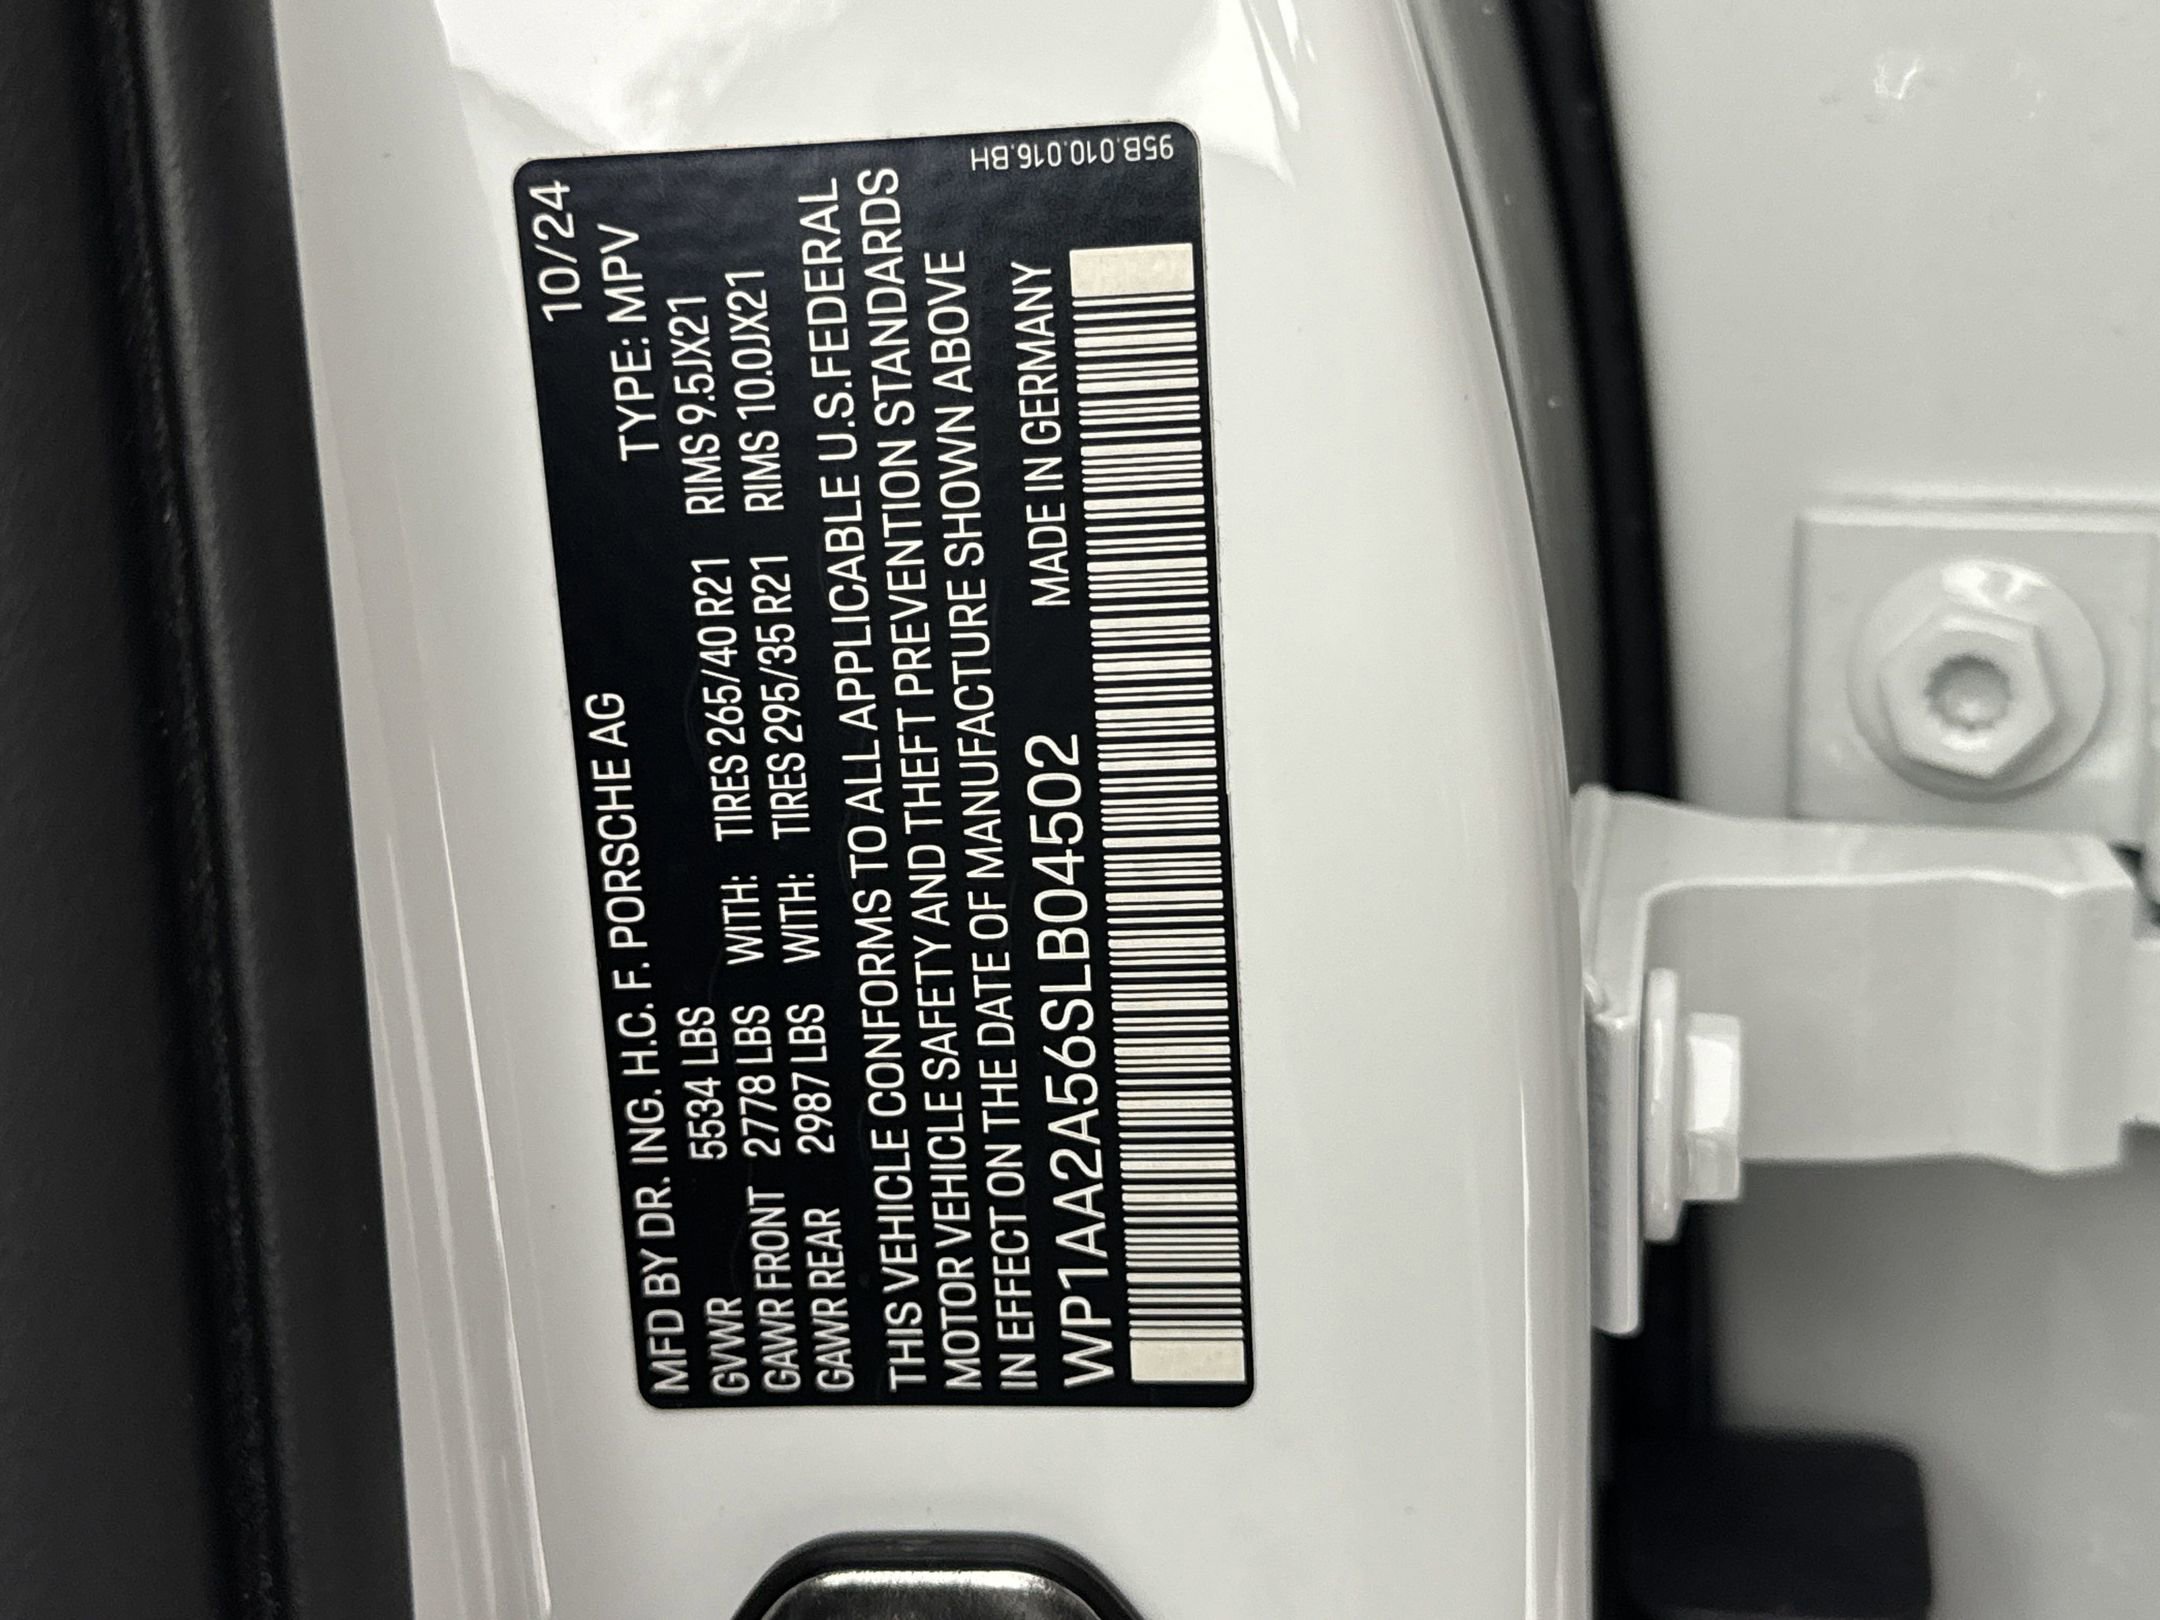 MFD BY DR. ING. H.C. F. PORSCHE AG 10/24
GVWR 5534 LBS TYPE: MPV
GAWR FRONT 2778 LBS WITH: TIRES 265/40 R21 RIMS 9.5JX21
GAWR REAR 2987 LBS WITH: TIRES 295/35 R21 RIMS 10.0JX21
THIS VEHICLE CONFORMS TO ALL APPLICABLE U.S.FEDERAL
MOTOR VEHICLE SAFETY AND THEFT PREVENTION STANDARDS
IN EFFECT ON THE DATE OF MANUFACTURE SHOWN ABOVE
WP1AA2A56SLB04502 MADE IN GERMANY
95B.010.016.BH